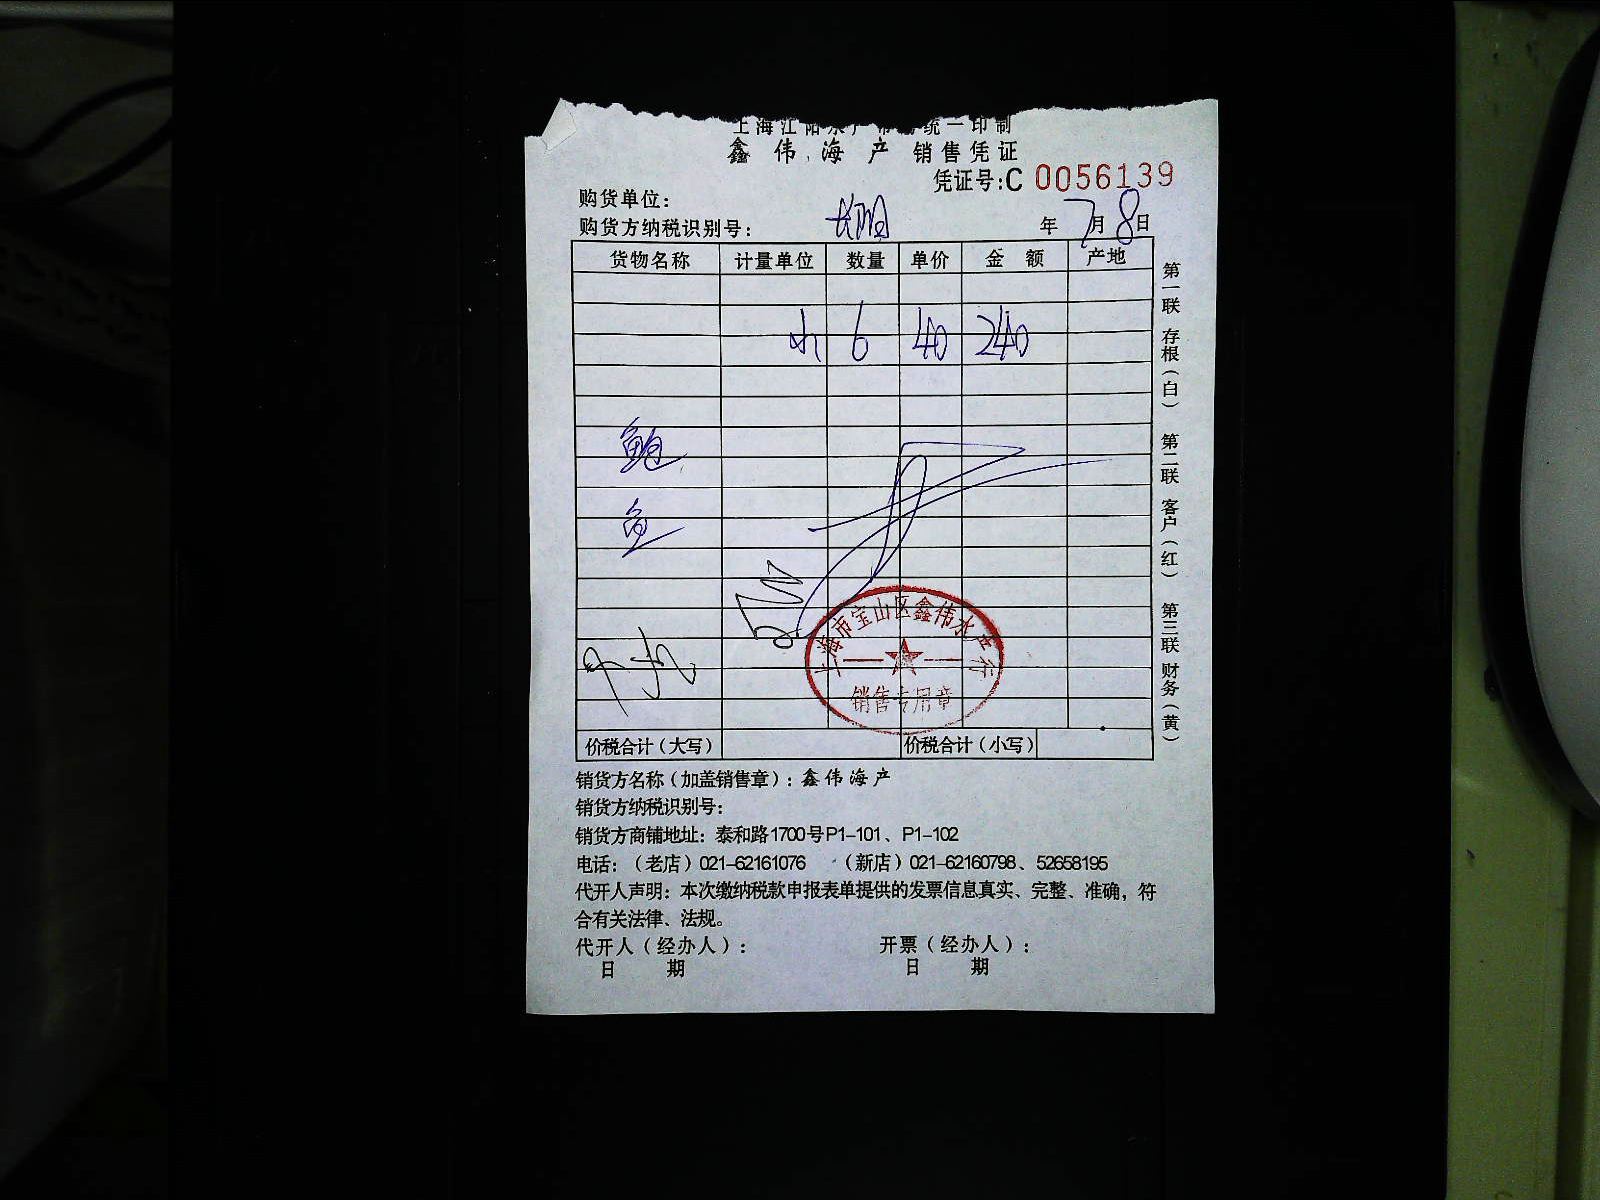 上海江阳水产市场统一印制
鑫伟海产 销售凭证
凭证号:C 0056139
购货单位:
购货方纳税识别号:
年 7月 8日
货物名称 计量单位 数量 单价 金额 产地
小 6 40 240
鲍
鱼
上海市宝山区鑫伟水产行
销售专用章
价税合计(大写) 价税合计(小写)
销货方名称(加盖销售章):鑫伟海产
销货方纳税识别号:
销货方商铺地址:泰和路1700号P1-101、P1-102
电话:(老店)021-62161076 (新店)021-62160798、52658195
代开人声明:本次缴纳税款申报表单提供的发票信息真实、完整、准确,符
合有关法律、法规。
代开人(经办人): 开票(经办人):
日 期 日 期
第一联 存根(白) 第二联 客户(红) 第三联 财务(黄)